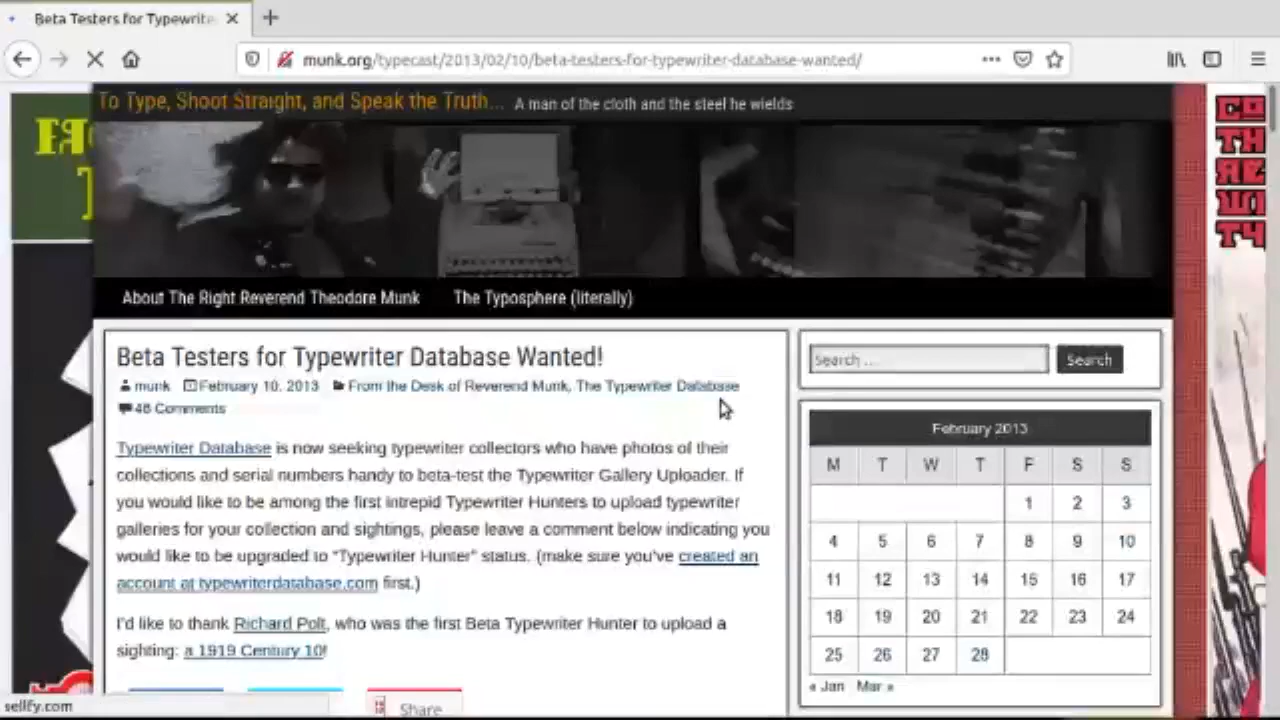 Beta Testers for Typewrite
munk.org/typecast/2013/02/10/beta-testers-for-typewriter-database-wanted/
To Type, Shoot Straight, and Speak the Truth... A man of the cloth and the steel he wields
About The Right Reverend Theodore Munk The Typosphere (literally)
Beta Testers for Typewriter Database Wanted!
munk February 10, 2013 From the Desk of Reverend Munk, The Typewriter Database
46 Comments
Typewriter Database is now seeking typewriter collectors who have photos of their
collections and serial numbers handy to beta-test the Typewriter Gallery Uploader. If
you would like to be among the first intrepid Typewriter Hunters to upload typewriter
galleries for your collection and sightings, please leave a comment below indicating you
would like to be upgraded to "Typewriter Hunter" status. (make sure you've created an
account at typewriterdatabase.com first.)
I'd like to thank Richard Polt, who was the first Beta Typewriter Hunter to upload a
sighting: a 1919 Century 10!
Share
Search ...
Search
February 2013
M T W T F S S
1 2 3
4 5 6 7 8 9 10
11 12 13 14 15 16 17
18 19 20 21 22 23 24
25 26 27 28
« Jan Mar »
sellfy.com